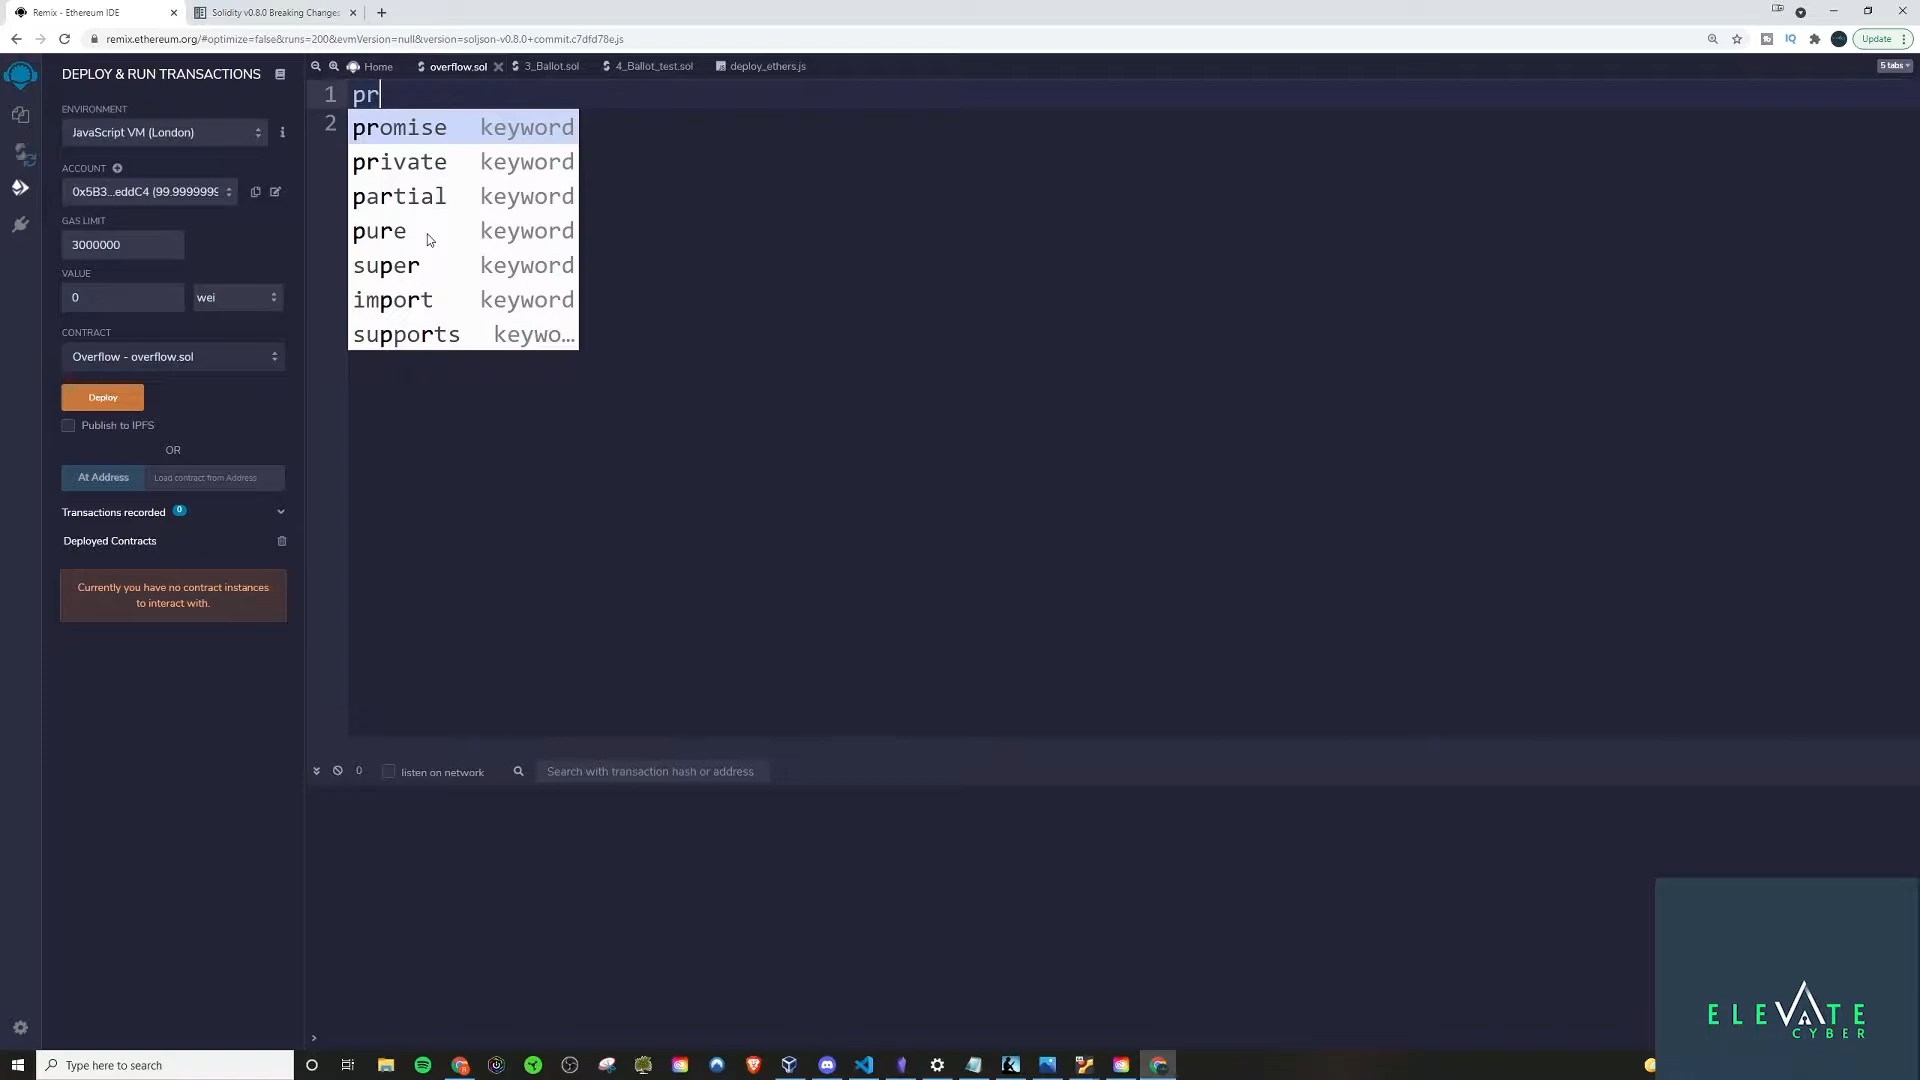 Remix - Ethereum IDE
Solidity v0.8.0 Breaking Changes
remix.ethereum.org/#optimize=false&runs=200&evmVersion=null&version=soljson-v0.8.0+commit.c7dfd78e.js
IQ
Update
DEPLOY & RUN TRANSACTIONS
Home
overflow.sol
3_Ballot.sol
4_Ballot_test.sol
deploy_ethers.js
5 tabs
ENVIRONMENT
JavaScript VM (London)
ACCOUNT
0x5B3...eddC4 (99.9999999
GAS LIMIT
3000000
VALUE
0
wei
CONTRACT
Overflow - overflow.sol
Deploy
Publish to IPFS
OR
At Address
Load contract from Address
Transactions recorded 0
Deployed Contracts
Currently you have no contract instances
to interact with.
1 pr
2
promise keyword
private keyword
partial keyword
pure keyword
super keyword
import keyword
supports keywo…
0
listen on network
Search with transaction hash or address
>
ELEVATE
CYBER
Type here to search